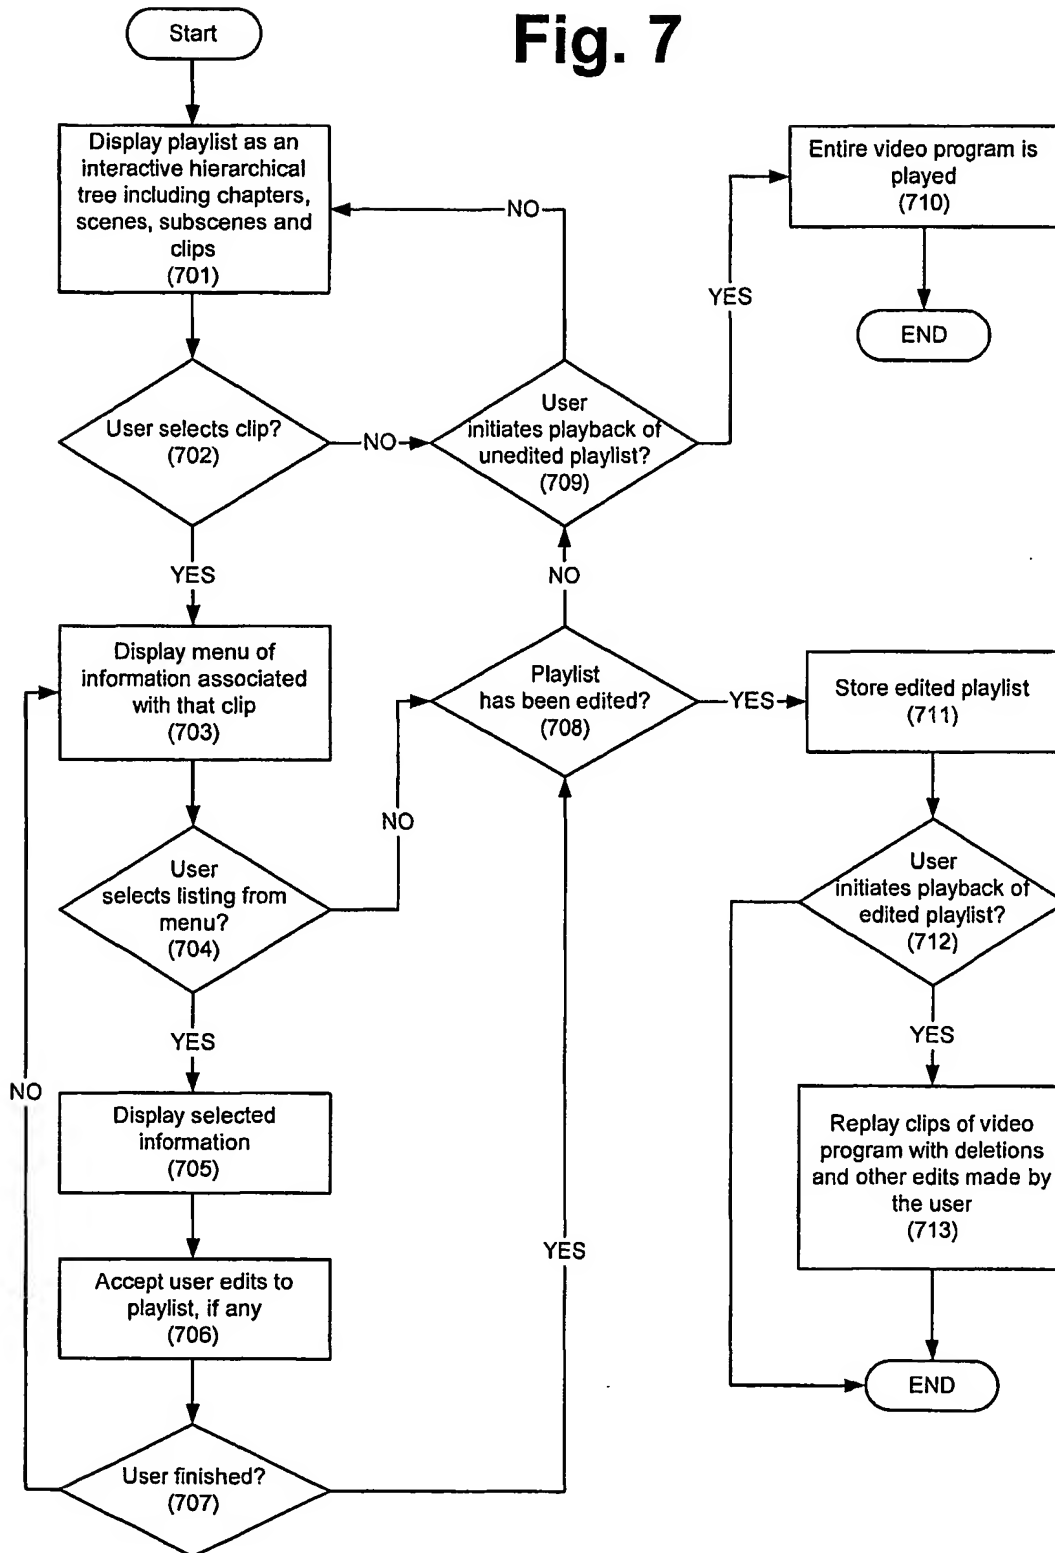 Fig. 7
Start
Display playlist as an
interactive hierarchical
tree including chapters,
scenes, subscenes and
clips
(701)
User selects clip?
(702)
NO
YES
User
initiates playback of
unedited playlist?
(709)
NO
YES
Entire video program is
played
(710)
END
Display menu of
information associated
with that clip
(703)
User
selects listing from
menu?
(704)
NO
YES
Playlist
has been edited?
(708)
NO
YES
Store edited playlist
(711)
User
initiates playback of
edited playlist?
(712)
YES
Replay clips of video
program with deletions
and other edits made by
the user
(713)
END
Display selected
information
(705)
Accept user edits to
playlist, if any
(706)
User finished?
(707)
NO
YES